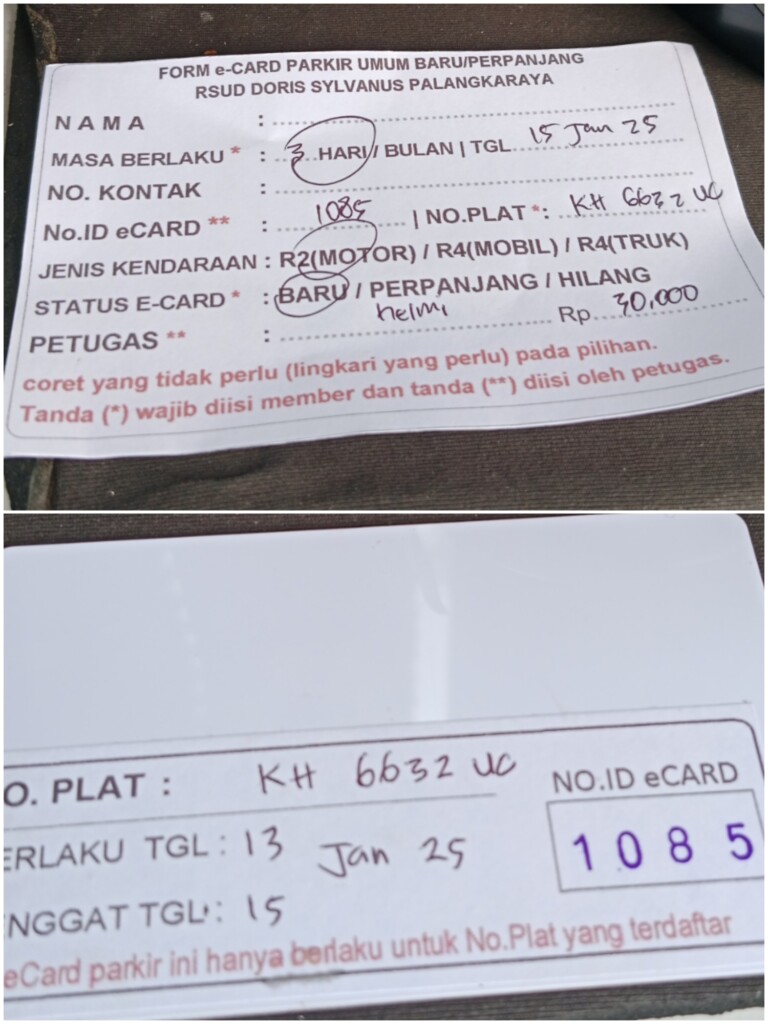 FORM e-CARD PARKIR UMUM BARU/PERPANJANG
RSUD DORIS SYLVANUS PALANGKARAYA
NAMA :
MASA BERLAKU * : 3 HARI / BULAN | TGL 15 Jan 25
NO. KONTAK :
No.ID eCARD ** : 1085 | NO.PLAT *: KH 6632 UC
JENIS KENDARAAN : R2(MOTOR) / R4(MOBIL) / R4(TRUK)
STATUS E-CARD * : BARU / PERPANJANG / HILANG
PETUGAS ** : helmi Rp 30,000
coret yang tidak perlu (lingkari yang perlu) pada pilihan.
Tanda (*) wajib diisi member dan tanda (**) diisi oleh petugas.
O. PLAT : KH 6632 UC
NO.ID eCARD
ERLAKU TGL : 13 Jan 25
1085
NGGAT TGL : 15
eCard parkir ini hanya berlaku untuk No.Plat yang terdaftar